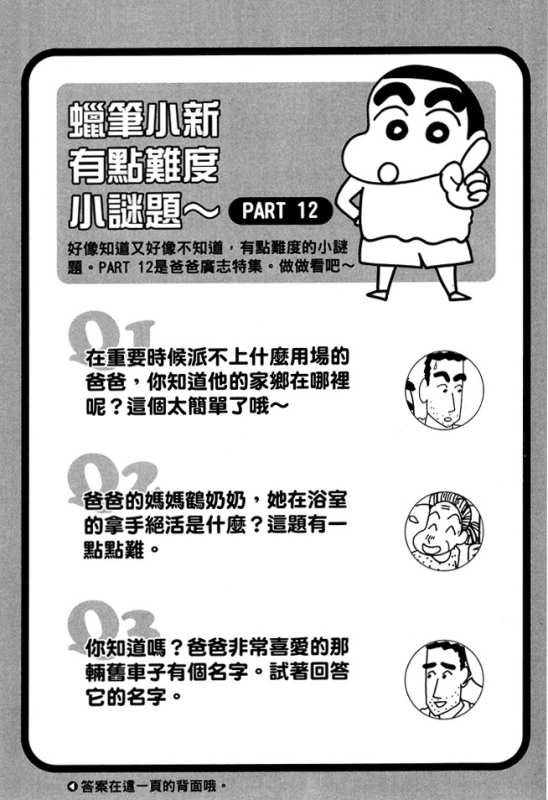 蠟筆小新
有點難度
小謎題～ PART 12
好像知道又好像不知道，有點難度的小謎
題。PART 12是爸爸廣志特集。做做看吧～
Q1
在重要時候派不上什麼用場的
爸爸，你知道他的家鄉在哪裡
呢？這個太簡單了哦～
Q2
爸爸的媽媽鶴奶奶，她在浴室
的拿手絕活是什麼？這題有一
點點難。
Q3
你知道嗎？爸爸非常喜愛的那
輛舊車子有個名字。試著回答
它的名字。
答案在這一頁的背面哦。